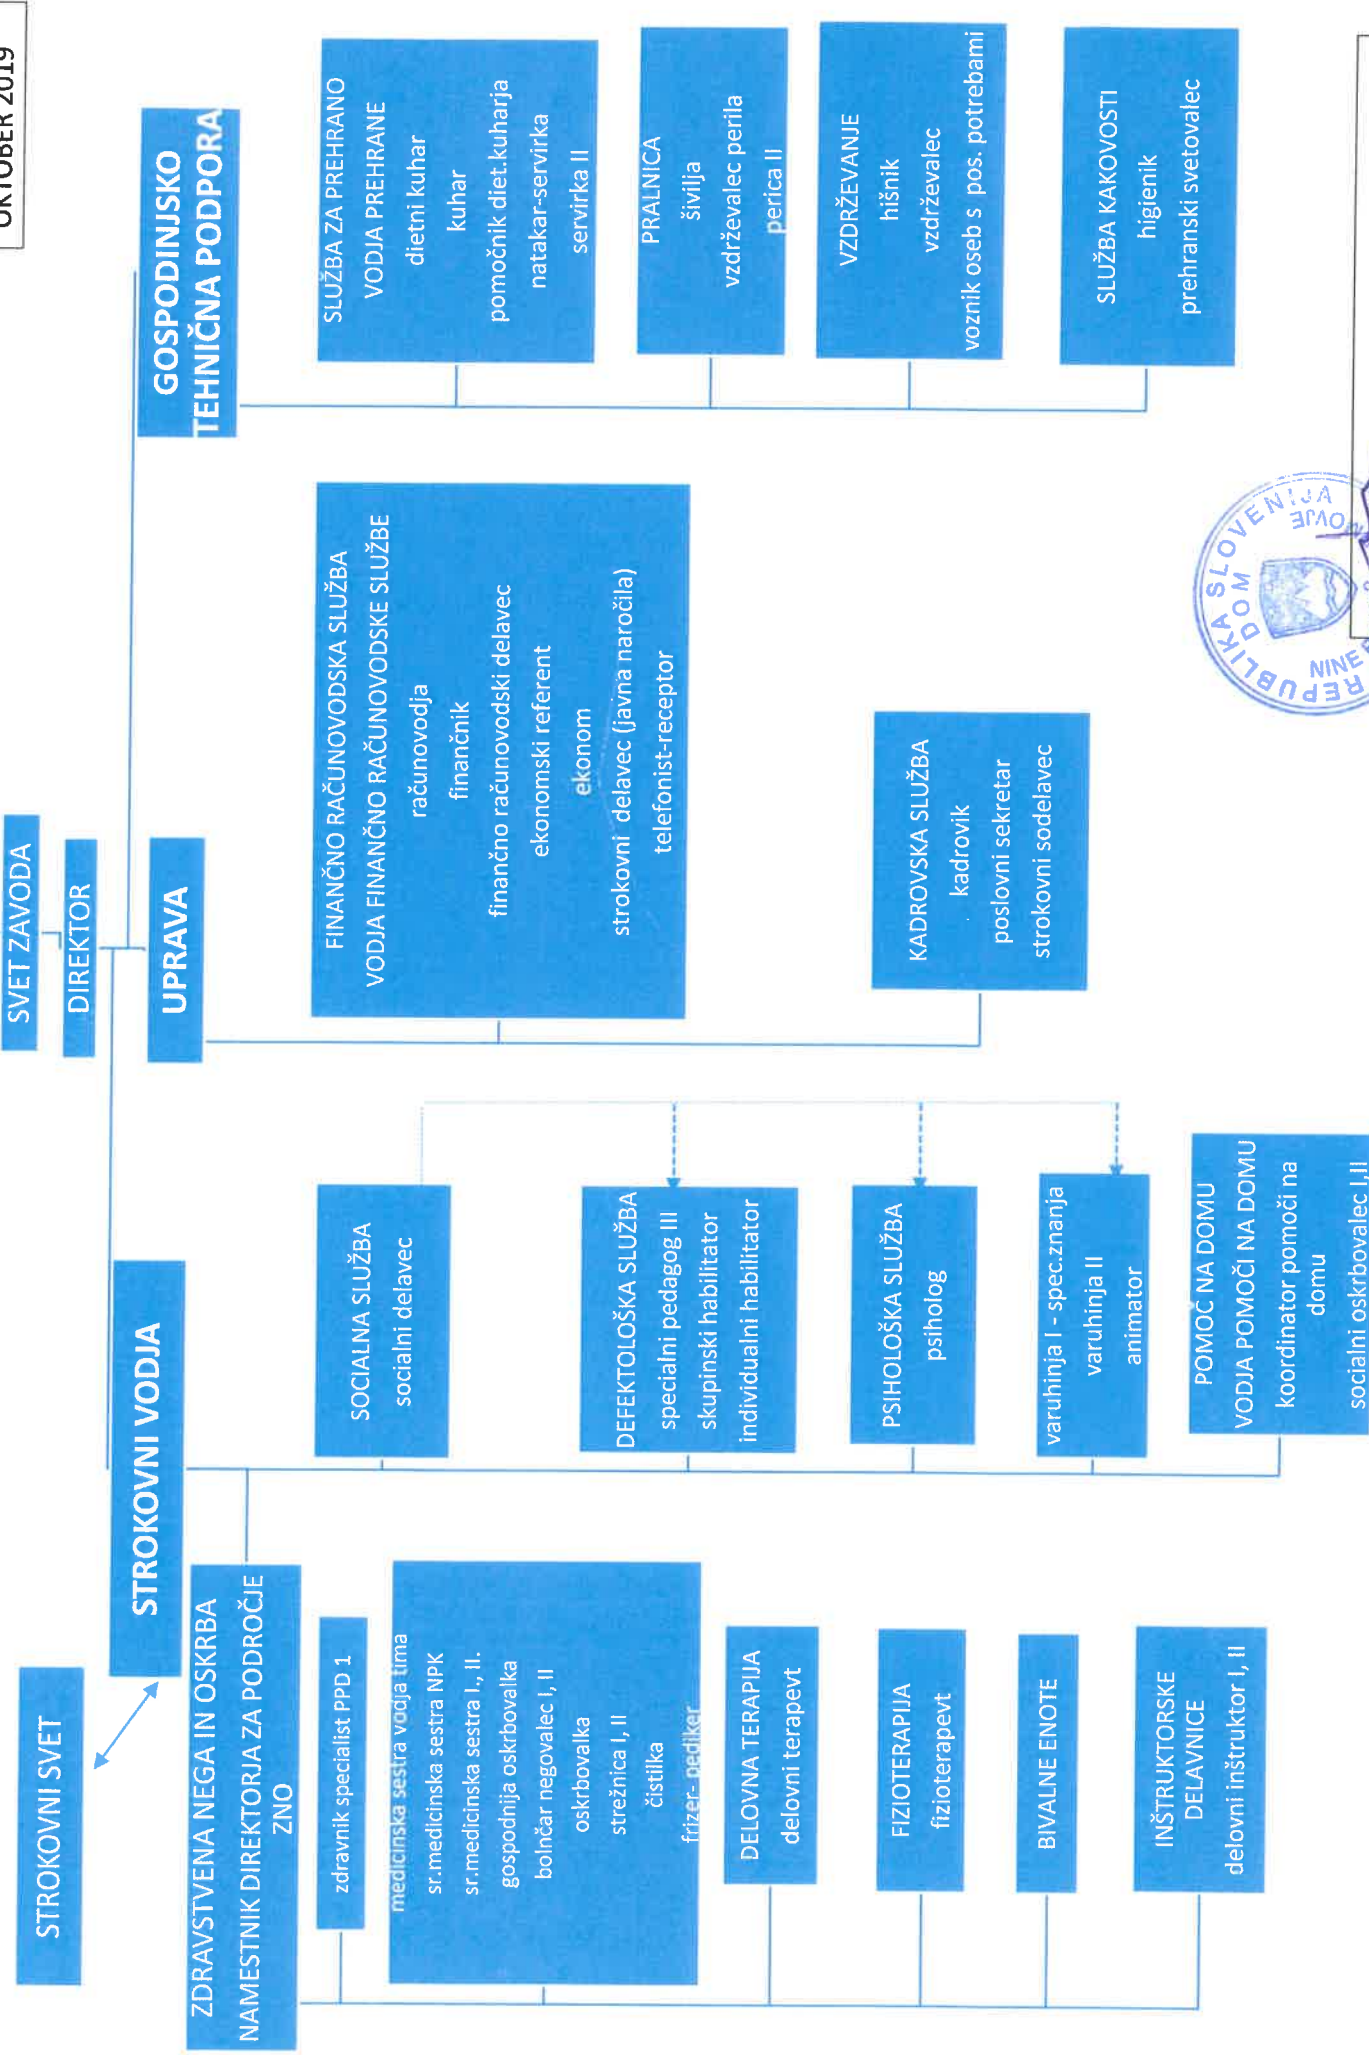 OKTOBER 2019
SVET ZAVODA
DIREKTOR
STROKOVNI SVET
STROKOVNI VODJA
UPRAVA
GOSPODINJSKO
TEHNIČNA PODPORA
ZDRAVSTVENA NEGA IN OSKRBA
NAMESTNIK DIREKTORJA ZA PODROČJE
ZNO
zdravnik specialist PPD 1
medicinska sestra vodja tima
sr.medicinska sestra NPK
sr.medicinska sestra I., II.
gospodnija oskrbovalka
bolnčar negovalec I, II
oskrbovalka
strežnica I, II
čistilka
frizer- pediker
DELOVNA TERAPIJA
delovni terapevt
FIZIOTERAPIJA
fizioterapevt
BIVALNE ENOTE
INŠTRUKTORSKE
DELAVNICE
delovni inštruktor I, II
SOCIALNA SLUŽBA
socialni delavec
DEFEKTOLOŠKA SLUŽBA
specialni pedagog III
skupinski habilitator
individualni habilitator
PSIHOLOŠKA SLUŽBA
psiholog
varuhinja I - spec.znanja
varuhinja II
animator
POMOČ NA DOMU
VODJA POMOČI NA DOMU
koordinator pomoči na
domu
socialni oskrbovalec I,II
FINANČNO RAČUNOVODSKA SLUŽBA
VODJA FINANČNO RAČUNOVODSKE SLUŽBE
računovodja
finančnik
finančno računovodski delavec
ekonomski referent
ekonom
strokovni delavec (javna naročila)
telefonist-receptor
KADROVSKA SLUŽBA
kadrovik
poslovni sekretar
strokovni sodelavec
SLUŽBA ZA PREHRANO
VODJA PREHRANE
dietni kuhar
kuhar
pomočnik diet.kuharja
natakar-servirka
servirka II
PRALNICA
šivilja
vzdrževalec perila
perica II
VZDRŽEVANJE
hišnik
vzdrževalec
voznik oseb s pos. potrebami
SLUŽBA KAKOVOSTI
higjenik
prehranski svetovalec
REPUBLIKA SLOVENIJA
DOM
NINE